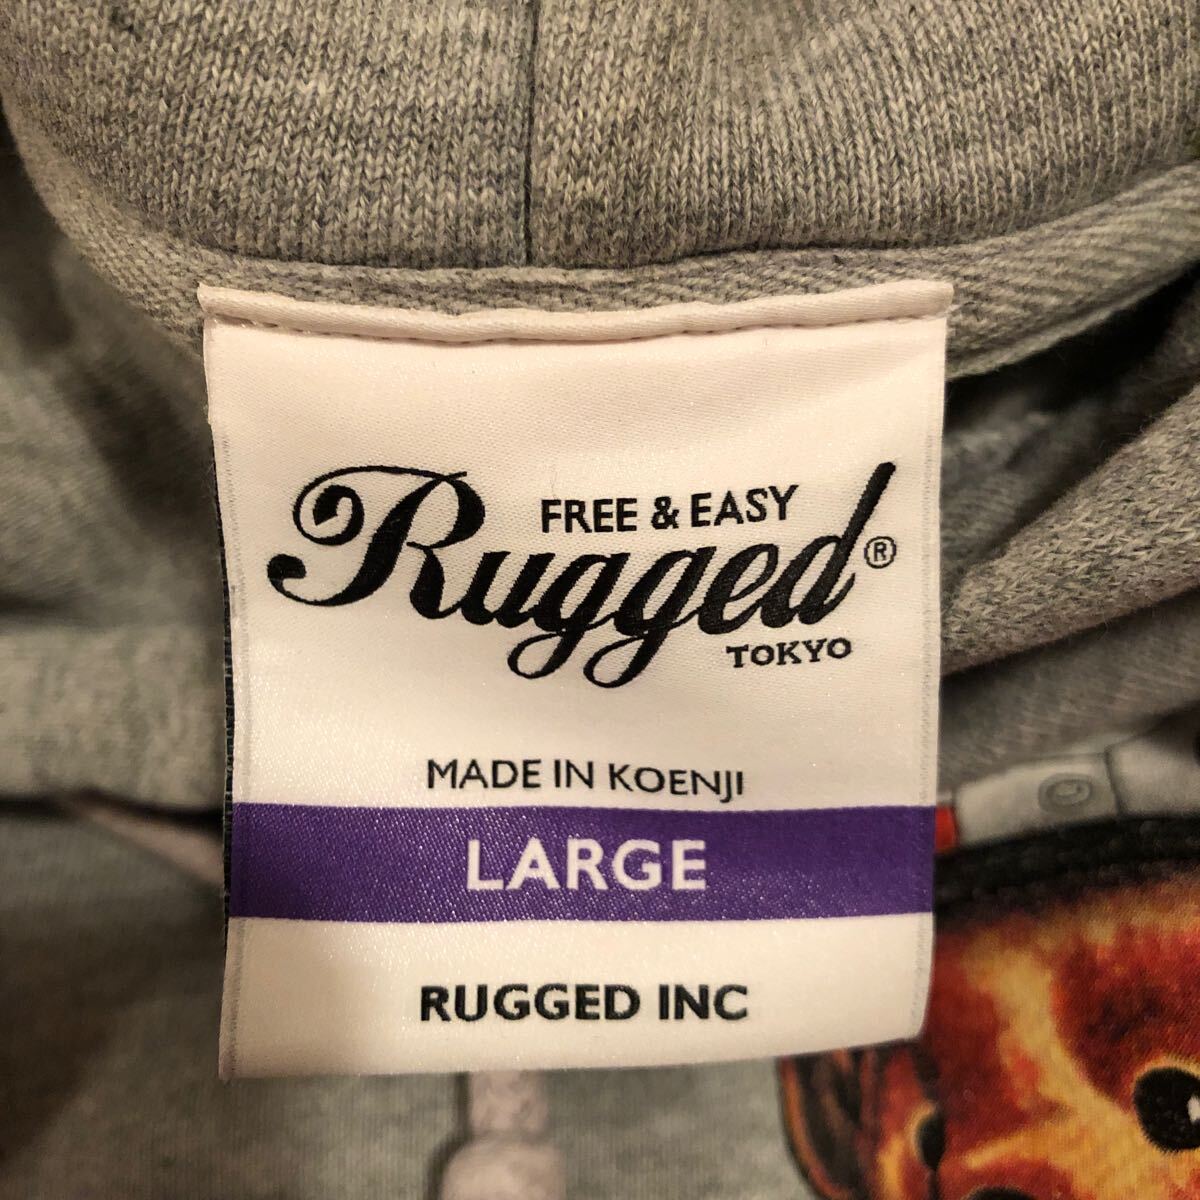 FREE & EASY
Rugged®
TOKYO
MADE IN KOENJI
LARGE
RUGGED INC